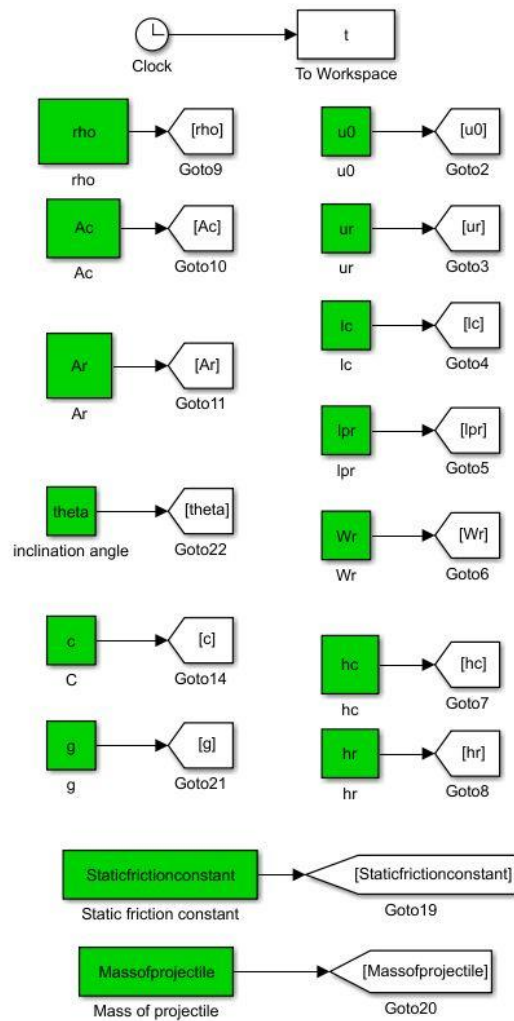 t
Clock
To Workspace
rho
[rho]
rho
Goto9
u0
[u0]
u0
Goto2
Ac
[Ac]
Ac
Goto10
ur
[ur]
ur
Goto3
lc
[lc]
lc
Goto4
Ar
[Ar]
Ar
Goto11
lpr
[lpr]
lpr
Goto5
theta
[theta]
inclination angle
Goto22
Wr
[Wr]
Wr
Goto6
c
[c]
C
Goto14
hc
[hc]
hc
Goto7
g
[g]
g
Goto21
hr
[hr]
hr
Goto8
Staticfrictionconstant
[Staticfrictionconstant]
Static friction constant
Goto19
Massofprojectile
[Massofprojectile]
Mass of projectile
Goto20